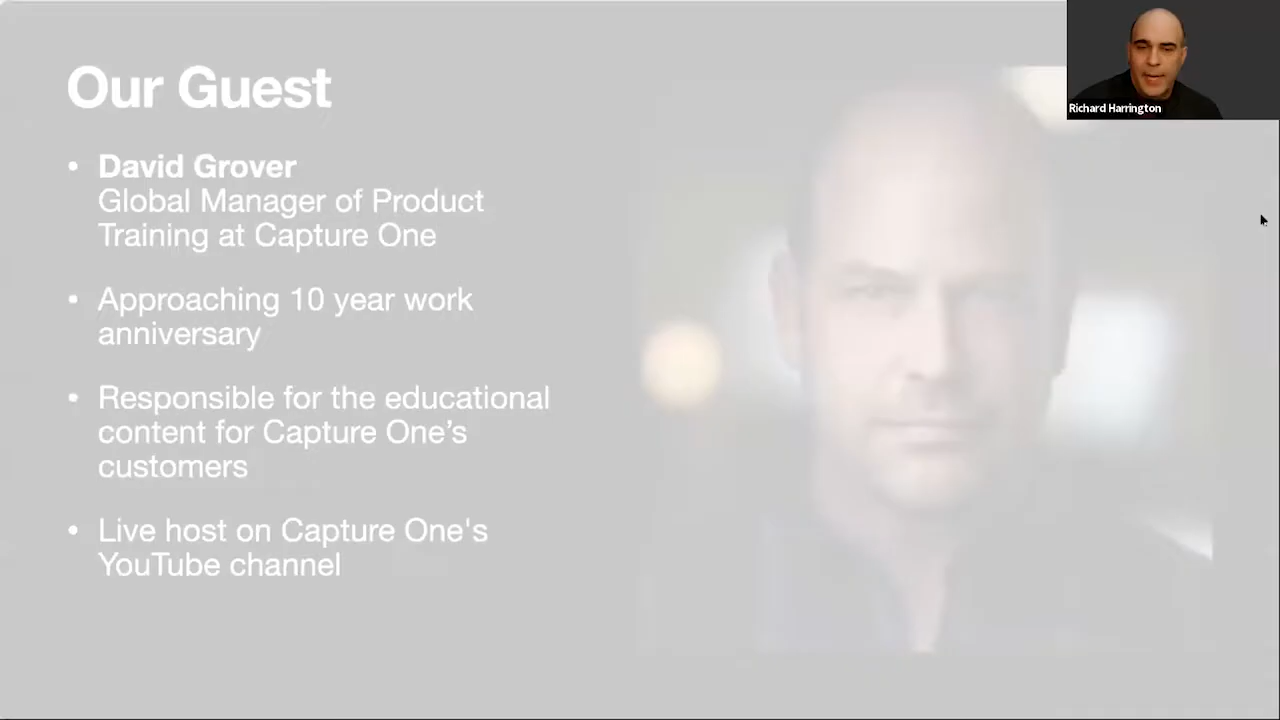 Our Guest
Richard Harrington
• David Grover
Global Manager of Product
Training at Capture One
• Approaching 10 year work
anniversary
• Responsible for the educational
content for Capture One’s
customers
• Live host on Capture One's
YouTube channel